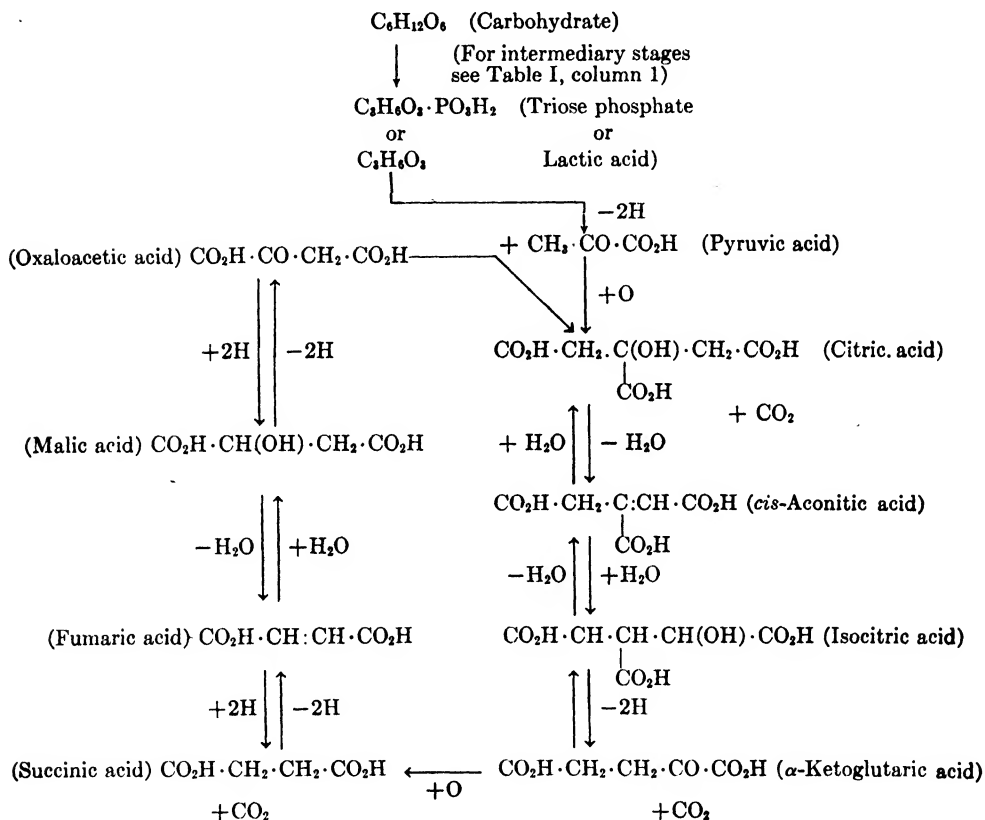 C₆H₁₂O₆ (Carbohydrate)
(For intermediary stages
see Table I, column 1)
C₃H₆O₃·PO₃H₂ (Triose phosphate
or or
C₃H₆O₃ Lactic acid)
−2H
(Oxaloacetic acid) CO₂H·CO·CH₂·CO₂H + CH₃·CO·CO₂H (Pyruvic acid)
+O
+2H −2H
CO₂H·CH₂.C(OH)·CH₂·CO₂H (Citric. acid)
CO₂H
+ CO₂
(Malic acid) CO₂H·CH(OH)·CH₂·CO₂H
+ H₂O − H₂O
CO₂H·CH₂·C:CH·CO₂H (cis-Aconitic acid)
CO₂H
−H₂O +H₂O
−H₂O +H₂O
(Fumaric acid) CO₂H·CH:CH·CO₂H
CO₂H·CH·CH·CH(OH)·CO₂H (Isocitric acid)
CO₂H
+2H −2H
−2H
(Succinic acid) CO₂H·CH₂·CH₂·CO₂H
+O
CO₂H·CH₂·CH₂·CO·CO₂H (α-Ketoglutaric acid)
+CO₂
+CO₂